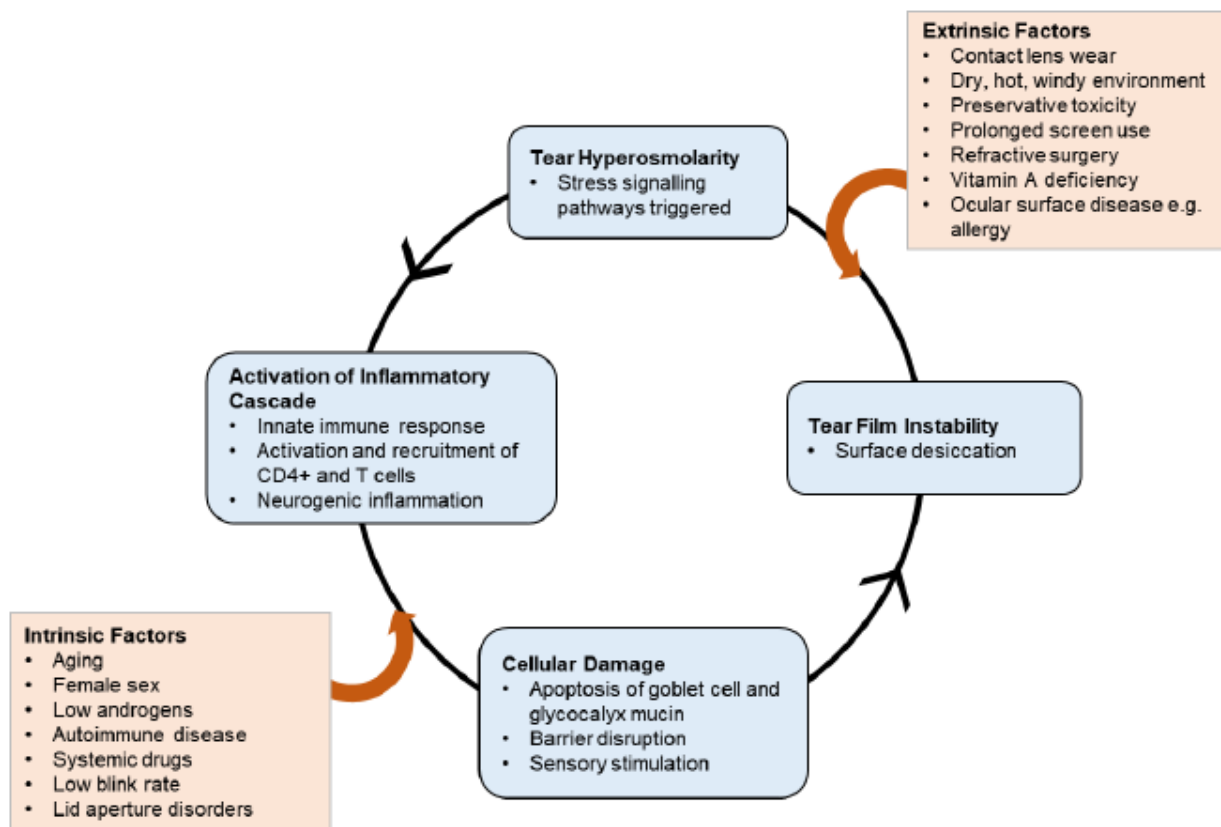 Extrinsic Factors
• Contact lens wear
• Dry, hot, windy environment
• Preservative toxicity
• Prolonged screen use
• Refractive surgery
• Vitamin A deficiency
• Ocular surface disease e.g.
allergy
Tear Hyperosmolarity
• Stress signalling
pathways triggered
Activation of Inflammatory
Cascade
• Innate immune response
• Activation and recruitment of
CD4+ and T cells
• Neurogenic inflammation
Tear Film Instability
• Surface desiccation
Intrinsic Factors
• Aging
• Female sex
• Low androgens
• Autoimmune disease
• Systemic drugs
• Low blink rate
• Lid aperture disorders
Cellular Damage
• Apoptosis of goblet cell and
glycocalyx mucin
• Barrier disruption
• Sensory stimulation